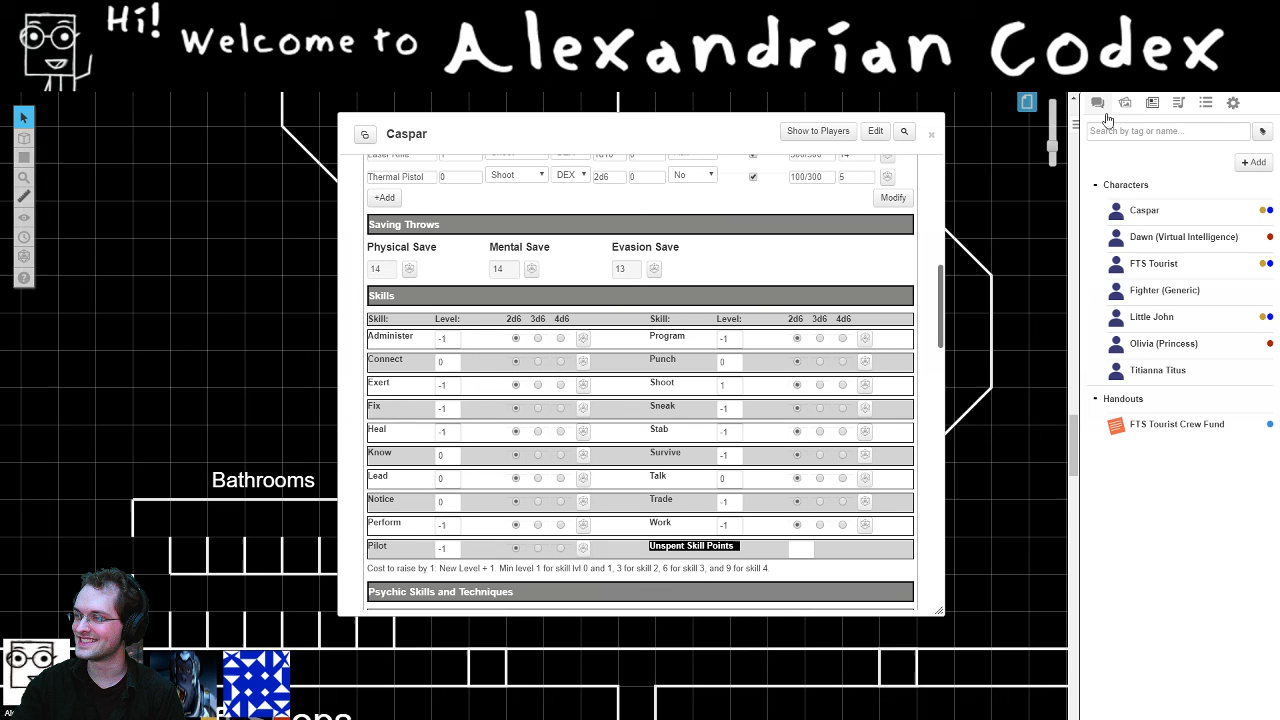 Hi! Welcome to Alexandrian Codex
Caspar
Show to Players
Edit
Laser Rifle 1 Shoot DEX 1d10 0
Thermal Pistol 0 Shoot DEX 2d6 0 No 100/300 5
+Add
Modify
Saving Throws
Physical Save Mental Save Evasion Save
14 14 13
Skills
Skill: Level: 2d6 3d6 4d6 Skill: Level: 2d6 3d6 4d6
Administer -1 Program -1
Connect 0 Punch 0
Exert -1 Shoot 1
Fix -1 Sneak -1
Heal -1 Stab -1
Know 0 Survive -1
Lead 0 Talk 0
Notice 0 Trade -1
Perform -1 Work -1
Pilot -1 Unspent Skill Points
Cost to raise by 1: New Level + 1. Min level 1 for skill lvl 0 and 1, 3 for skill 2, 6 for skill 3, and 9 for skill 4.
Psychic Skills and Techniques
Bathrooms
Search by tag or name...
+ Add
Characters
Caspar
Dawn (Virtual Intelligence)
FTS Tourist
Fighter (Generic)
Little John
Olivia (Princess)
Titianna Titus
Handouts
FTS Tourist Crew Fund